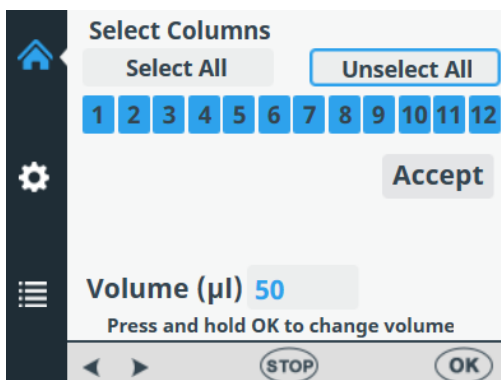 Select Columns
Select All Unselect All
1 2 3 4 5 6 7 8 9 10 11 12
Accept
Volume (µl) 50
Press and hold OK to change volume
STOP OK